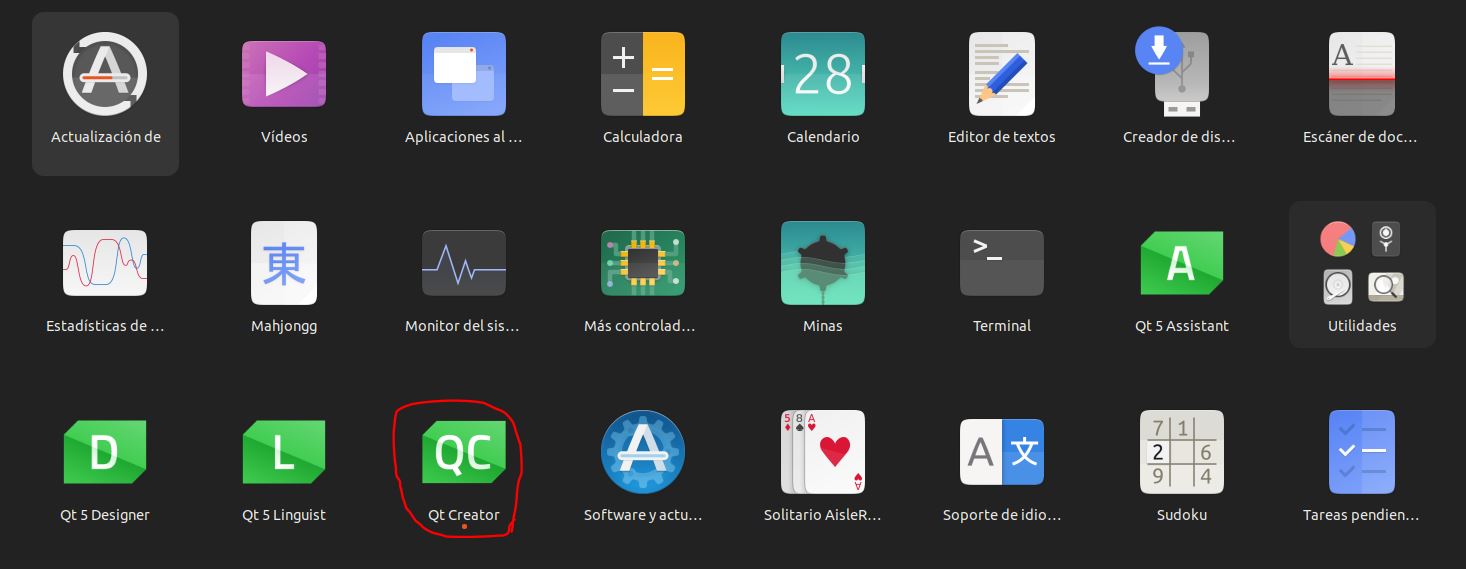 A
28
A
Actualización de
Vídeos
Aplicaciones al ...
Calculadora
Calendario
Editor de textos
Creador de dis...
Escáner de doc...
東
>_
A
Estadísticas de ...
Mahjongg
Monitor del sis...
Más controlad...
Minas
Terminal
Qt 5 Assistant
Utilidades
D
L
QC
A
5 8 A
A
A 文
7 1
2 6
9 4
Qt 5 Designer
Qt 5 Linguist
Qt Creator
Software y actu...
Solitario AisleR...
Soporte de idio...
Sudoku
Tareas pendien...